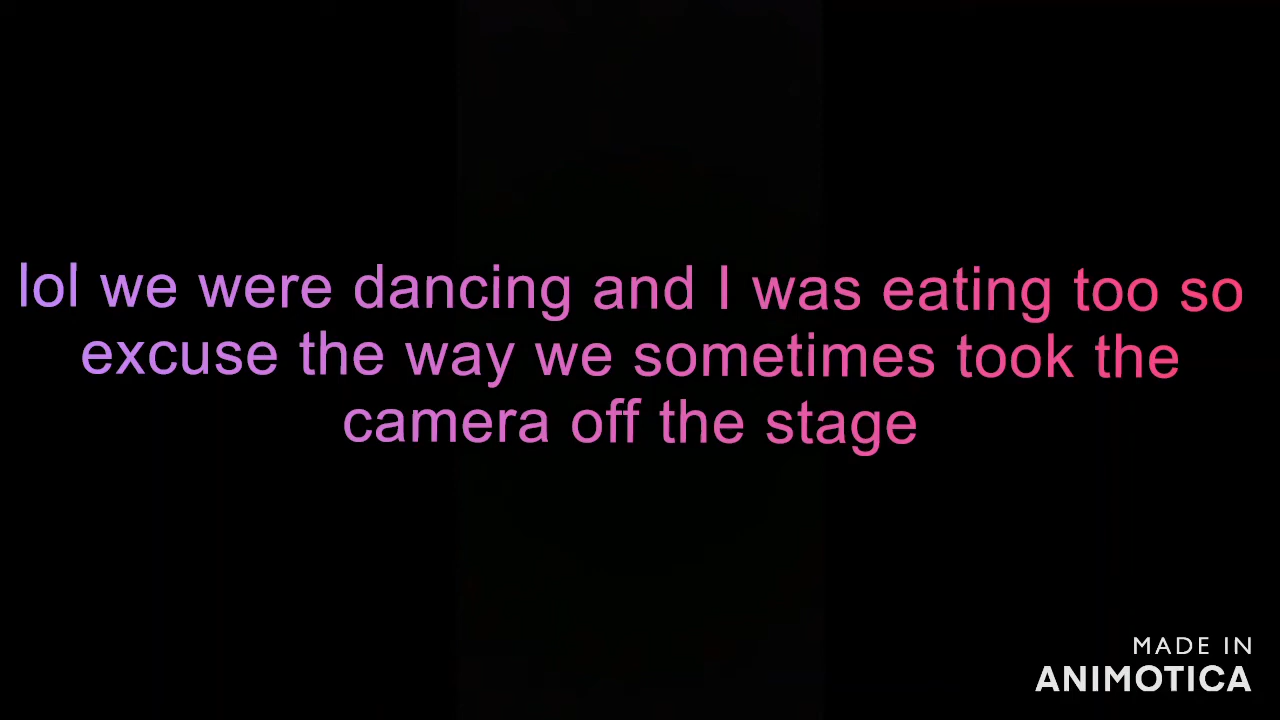 lol we were dancing and I was eating too so
excuse the way we sometimes took the
camera off the stage
MADE IN
ANIMOTICA